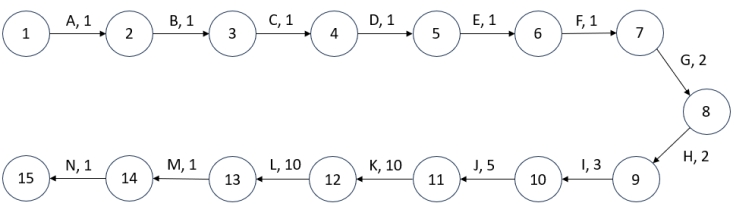 A, 1 B, 1 C, 1 D, 1 E, 1 F, 1
1 2 3 4 5 6 7
G, 2
8
H, 2
N, 1 M, 1 L, 10 K, 10 J, 5 I, 3
15 14 13 12 11 10 9